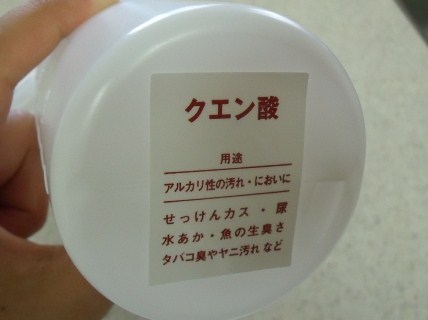 クエン酸
用途
アルカリ性の汚れ・においに
せっけんカス・尿
水あか・魚の生臭さ
タバコ臭やヤニ汚れ など